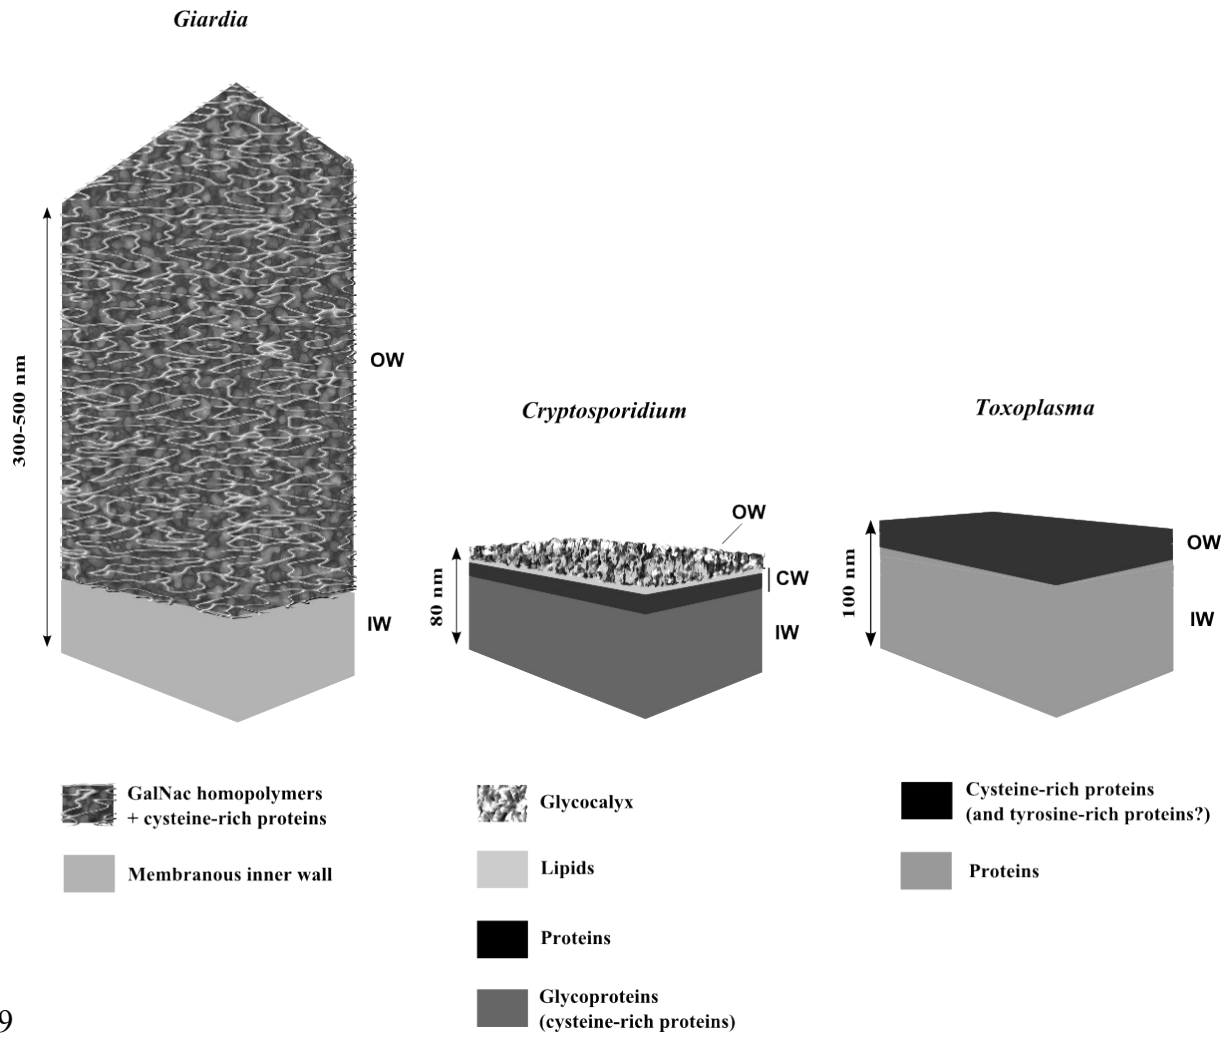 Giardia
300-500 nm
OW
IW
Cryptosporidium
OW
CW
IW
80 nm
Toxoplasma
OW
IW
100 nm
GalNac homopolymers
+ cysteine-rich proteins
Membranous inner wall
Glycocalyx
Lipids
Proteins
Glycoproteins
(cysteine-rich proteins)
Cysteine-rich proteins
(and tyrosine-rich proteins?)
Proteins
9